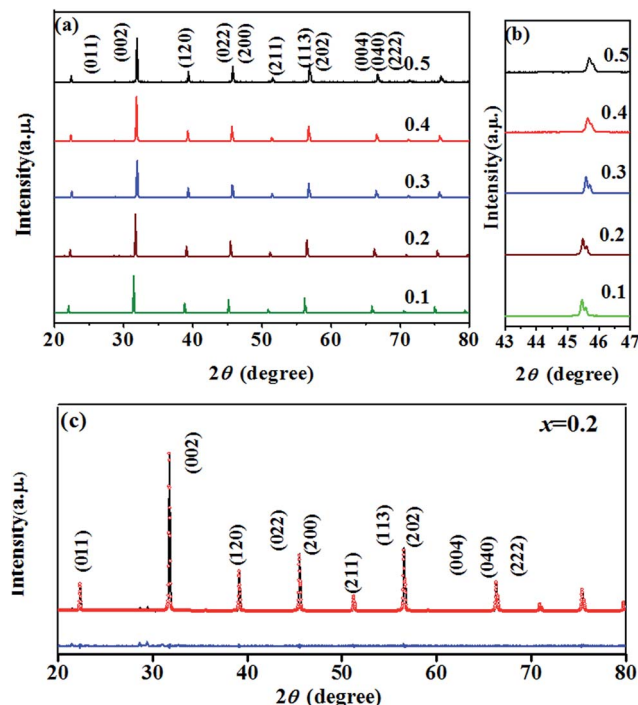 (a)
(011)
(002)
(120)
(022)
(200)
(211)
(113)
(202)
(004)
(040)
(222)
0.5
0.4
0.3
0.2
0.1
Intensity(a.μ.)
20 30 40 50 60 70 80
2θ (degree)
(b)
0.5
0.4
0.3
0.2
0.1
Intensity(a.μ.)
43 44 45 46 47
2θ (degree)
(c)
x=0.2
(011)
(002)
(120)
(022)
(200)
(211)
(113)
(202)
(004)
(040)
(222)
Intensity(a.μ.)
20 30 40 50 60 70 80
2θ (degree)